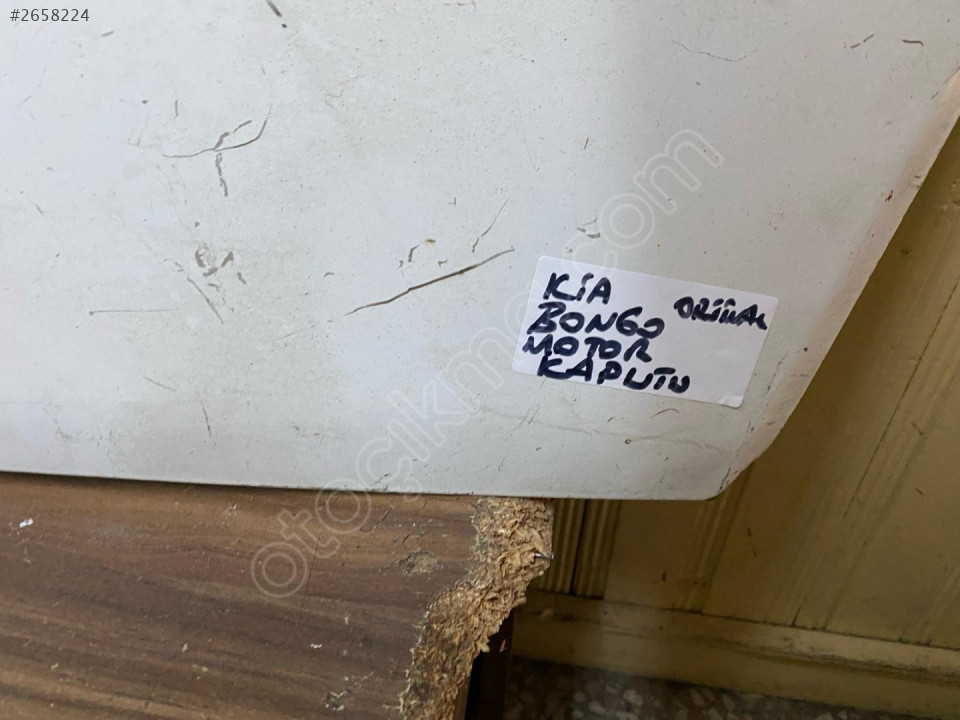 #2658224
otoçıkma.com
KİA
ORİJİNAL
BONGO
MOTOR
KAPUTU